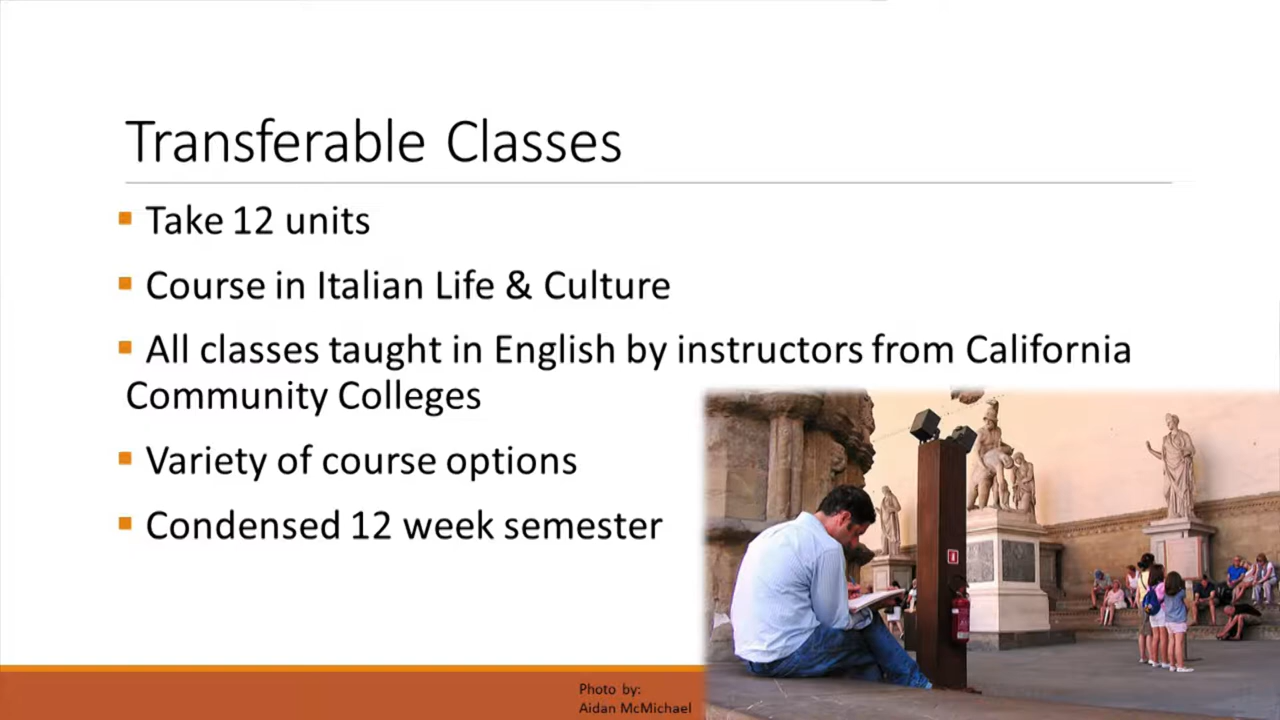 Transferable Classes
Take 12 units
Course in Italian Life & Culture
All classes taught in English by instructors from California
Community Colleges
Variety of course options
Condensed 12 week semester
Photo by:
Aidan McMichael